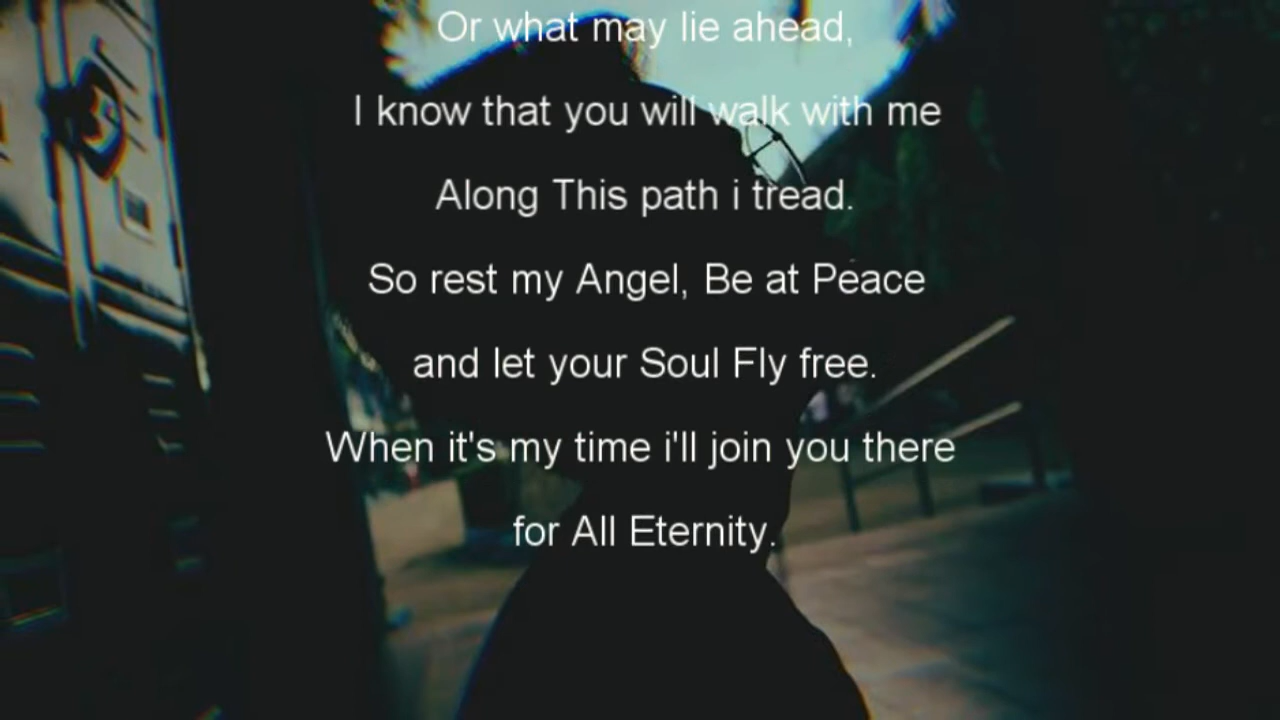 Or what may lie ahead,
I know that you will walk with me
Along This path i tread.
So rest my Angel, Be at Peace
and let your Soul Fly free.
When it's my time i'll join you there
for All Eternity.